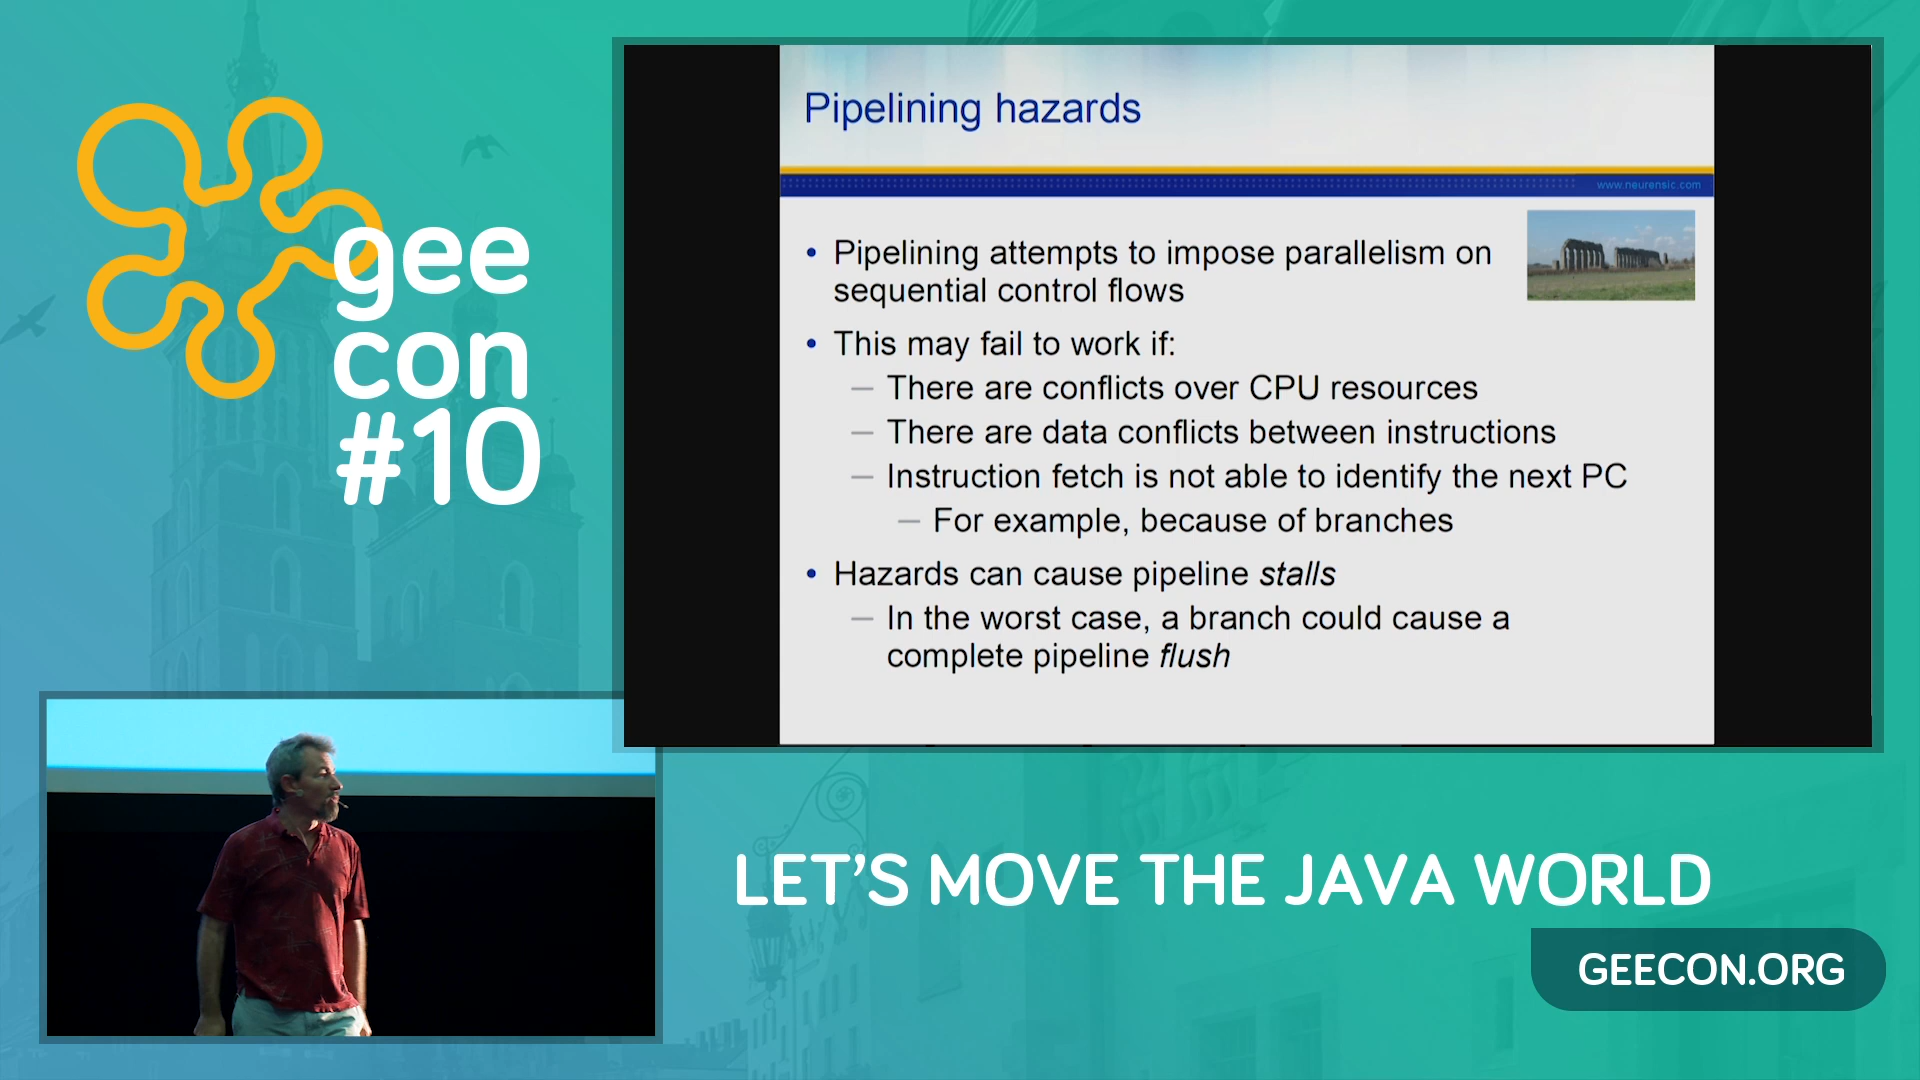 gee
con
#10
Pipelining hazards
www.neurensic.com
• Pipelining attempts to impose parallelism on
sequential control flows
• This may fail to work if:
– There are conflicts over CPU resources
– There are data conflicts between instructions
– Instruction fetch is not able to identify the next PC
– For example, because of branches
• Hazards can cause pipeline stalls
– In the worst case, a branch could cause a
complete pipeline flush
LET’S MOVE THE JAVA WORLD
GEECON.ORG